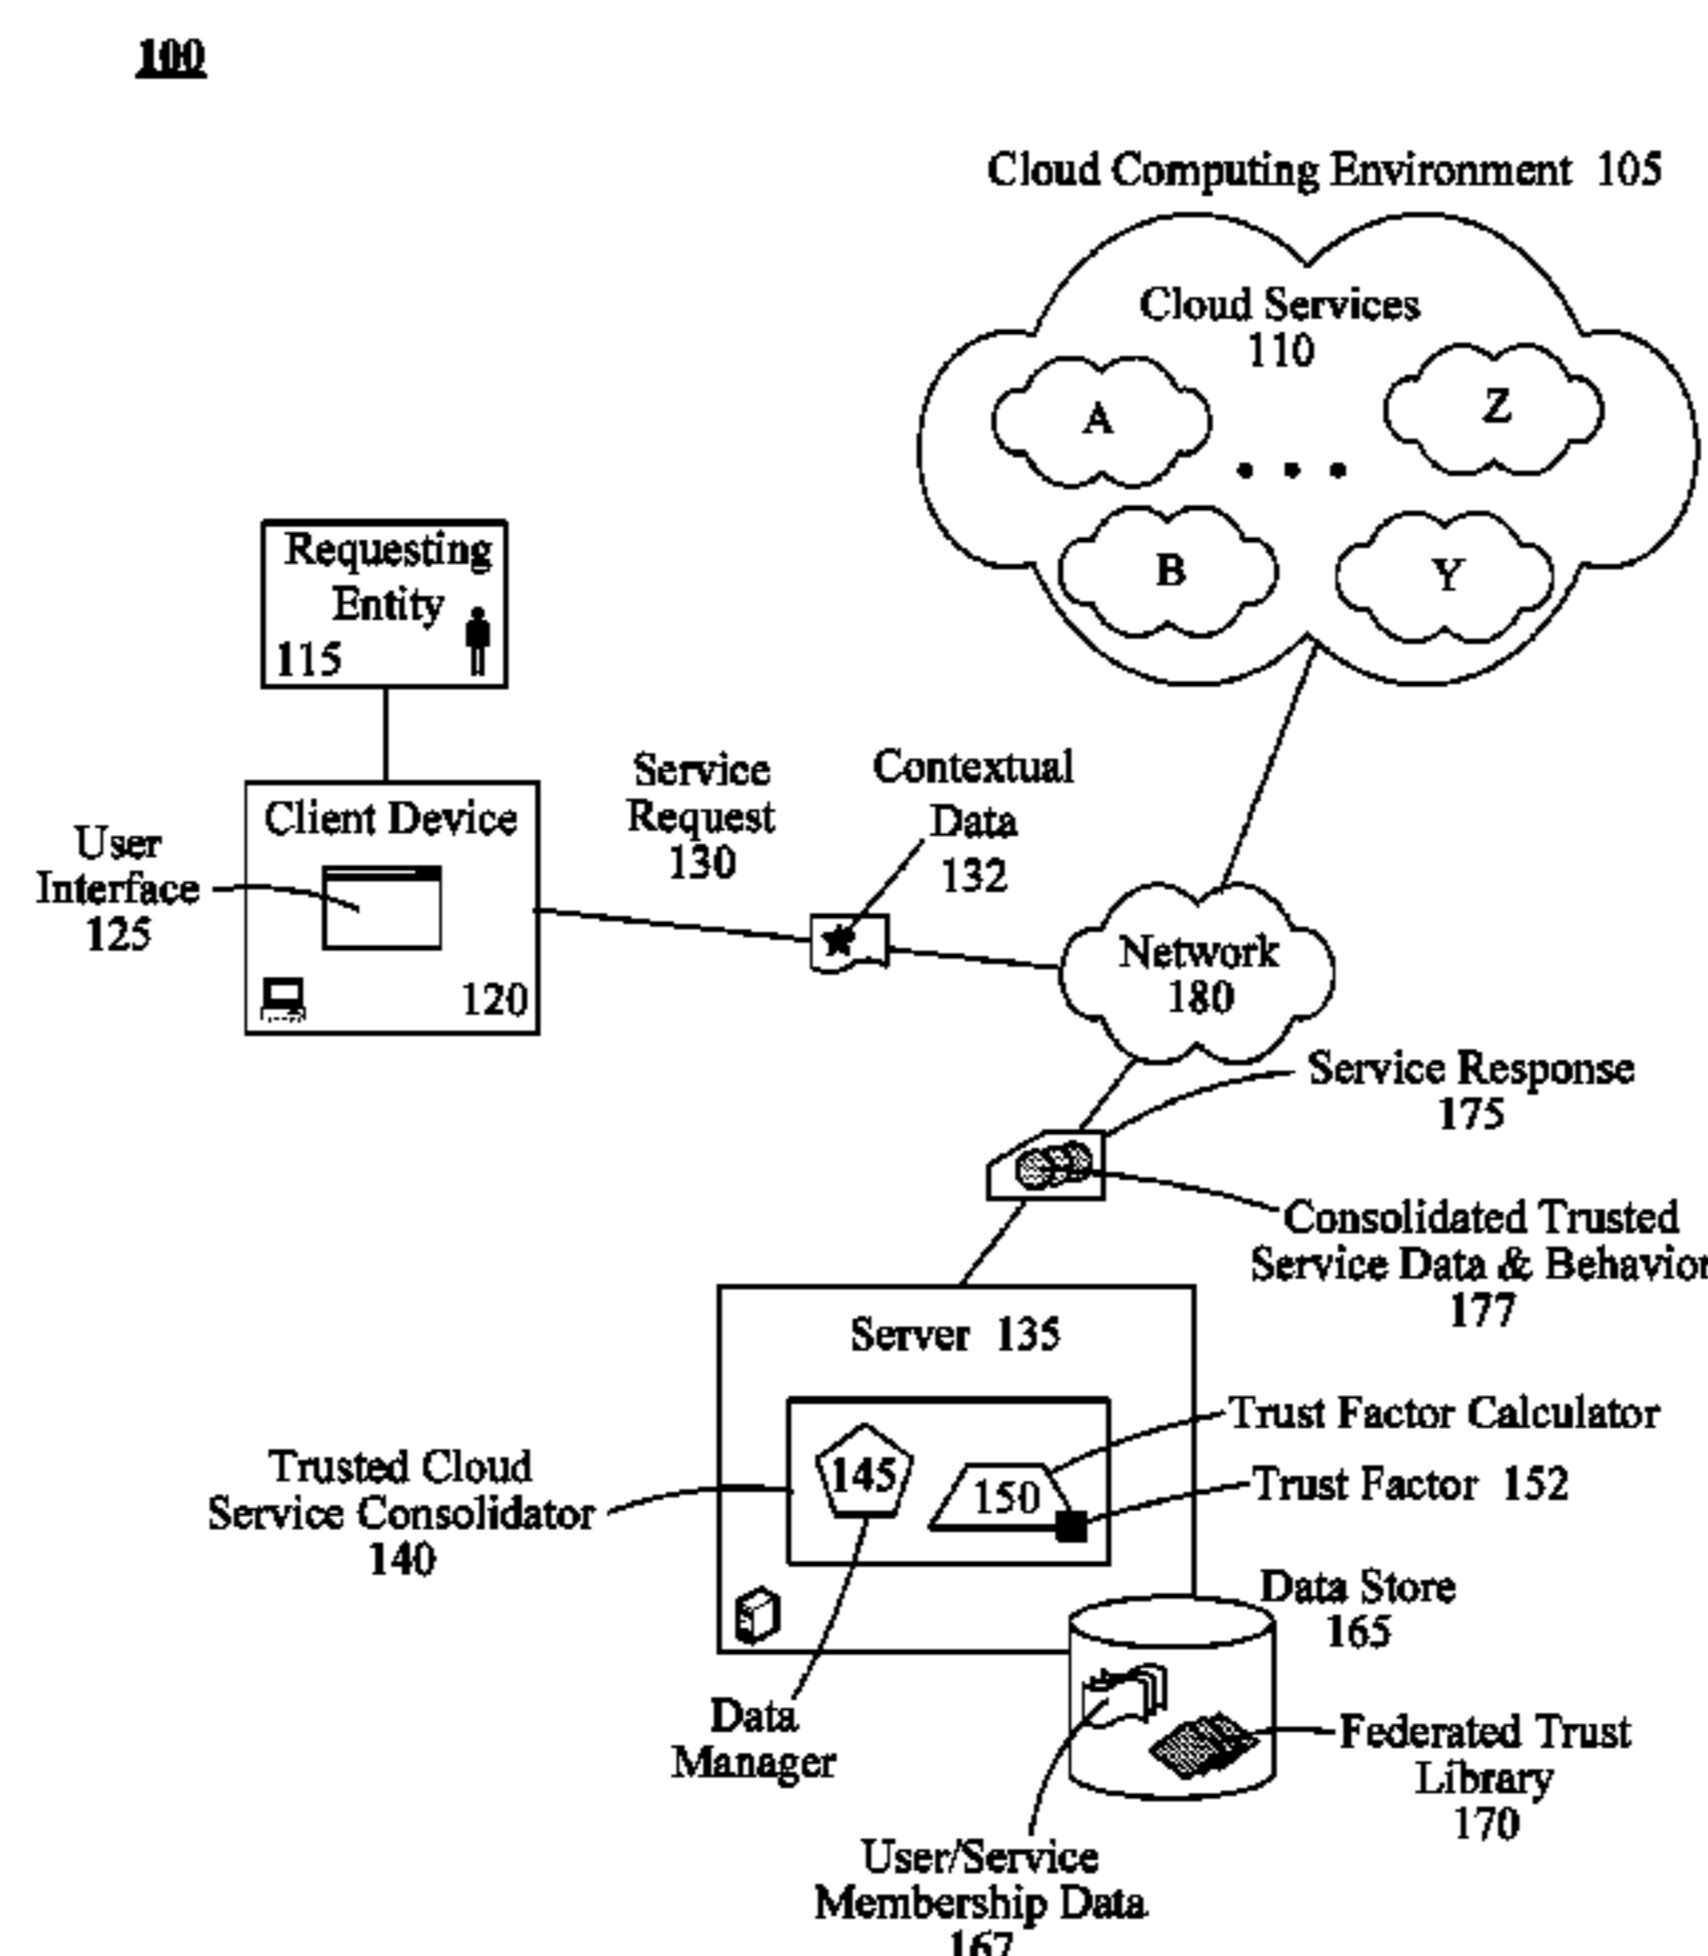 100
Cloud Computing Environment 105
Cloud Services
110
A
Z
B
Y
Requesting
Entity
115
Client Device
120
User
Interface
125
Service
Request
130
Contextual
Data
132
Network
180
Service Response
175
Consolidated Trusted
Service Data & Behavior
177
Server 135
145
150
Trust Factor Calculator
Trust Factor 152
Trusted Cloud
Service Consolidator
140
Data Store
165
Data
Manager
Federated Trust
Library
170
User/Service
Membership Data
167